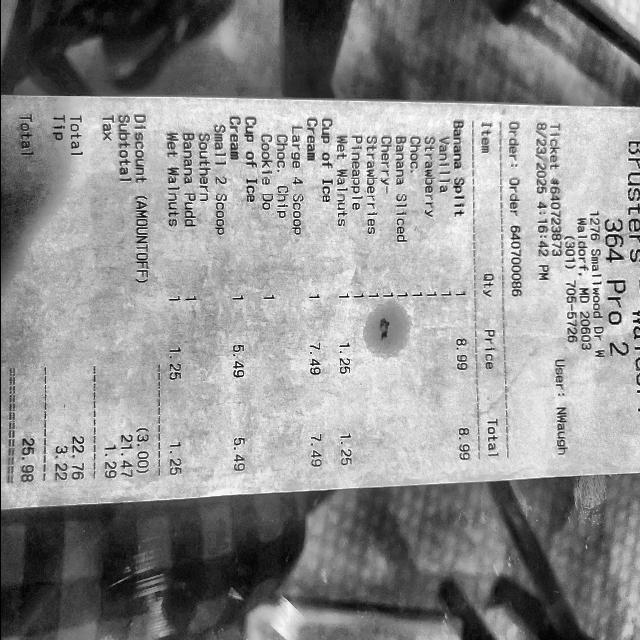 Bruster's
364 Pro 2
1276 Smallwood Dr W
Waldorf, MD 20603
(301) 705-5726
Ticket #640723873 User: NWaugh
8/23/2025 4:16:42 PM
Order: Order 640700086
Item Qty Price Total
Banana Split 1 8.99 8.99
Vanilla 1
Strawberry 1
Choc. 1
Banana Sliced 1
Cherry- 1
Strawberries 1
Pineapple 1
Wet Walnuts 1 1.25 1.25
Cup of Ice
Cream 1 7.49 7.49
Large 4 Scoop
Choc. Chip
Cookie Do 1
Cup of Ice
Cream 1 5.49 5.49
Small 2 Scoop
Southern
Banana Pudd 1
Wet Walnuts 1 1.25 1.25
Discount (AMOUNTOFF) (3.00)
Subtotal 21.47
Tax 1.29
Total 22.76
Tip 3.22
Total 25.98